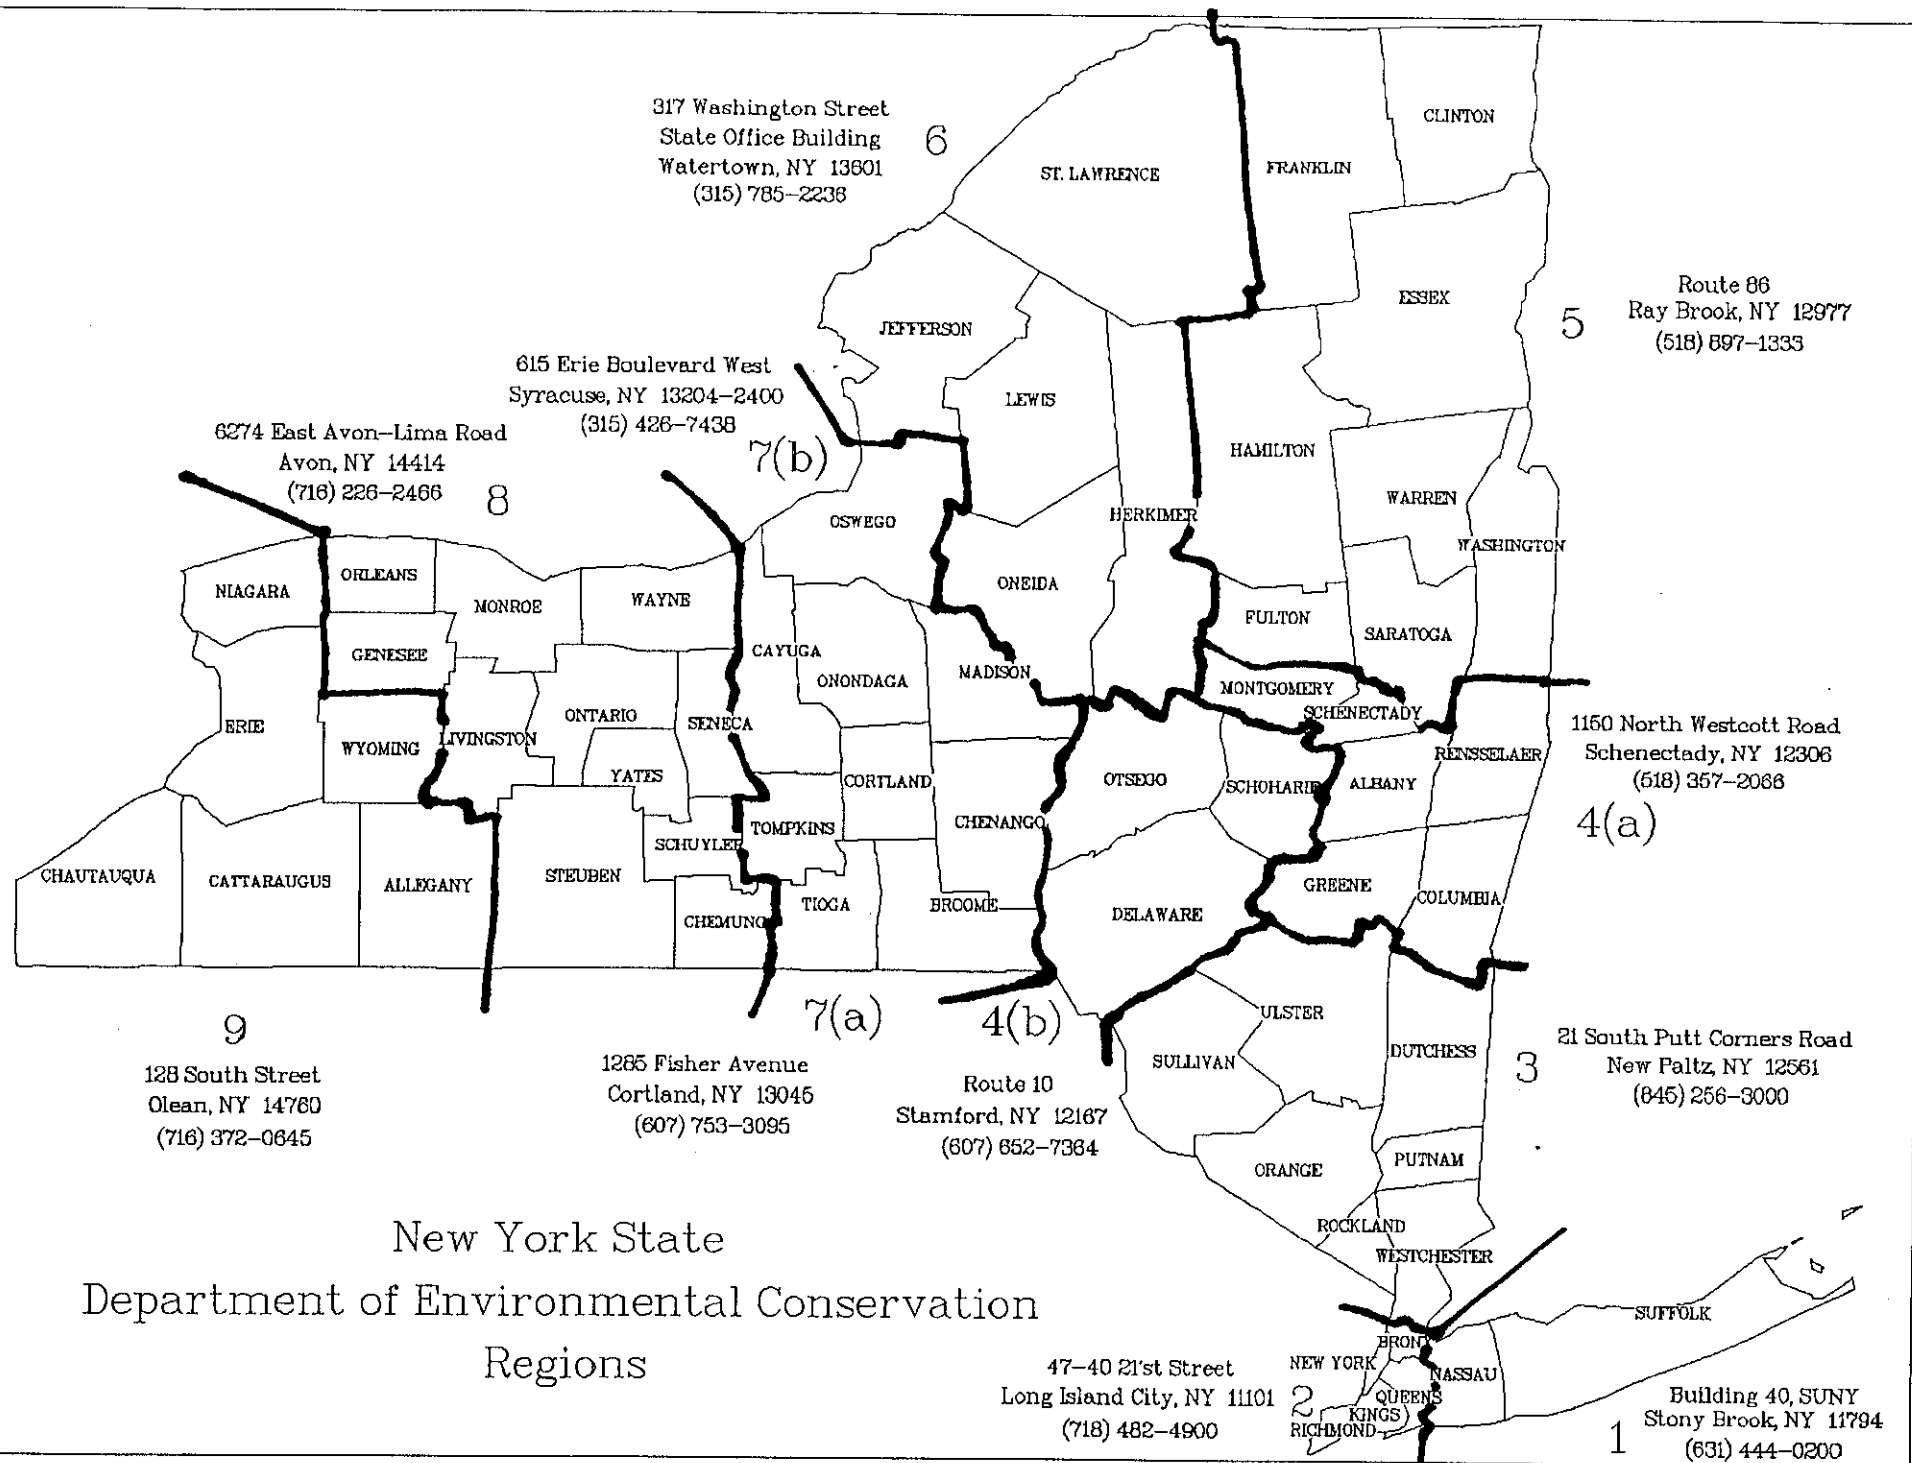 317 Washington Street
State Office Building
Watertown, NY 13601
(315) 785-2236
6
CLINTON
ST. LAWRENCE
FRANKLIN
Route 86
Ray Brook, NY 12977
(518) 897-1333
5
ESSEX
JEFFERSON
LEWIS
615 Erie Boulevard West
Syracuse, NY 13204-2400
(315) 426-7438
7(b)
6274 East Avon-Lima Road
Avon, NY 14414
(716) 226-2466
8
HAMILTON
WARREN
HERKIMER
OSWEGO
WASHINGTON
NIAGARA
ORLEANS
MONROE
WAYNE
ONEIDA
FULTON
SARATOGA
GENESEE
CAYUGA
ONONDAGA
MADISON
MONTGOMERY
SCHENECTADY
ERIE
WYOMING
LIVINGSTON
ONTARIO
SENECA
YATES
CORTLAND
OTSEGO
SCHOHARIE
ALBANY
RENSSELAER
1150 North Westcott Road
Schenectady, NY 12306
(518) 357-2066
4(a)
CHENANGO
TOMPKINS
SCHUYLER
CHAUTAUQUA
CATTARAUGUS
ALLEGANY
STEUBEN
CHEMUNG
TIOGA
BROOME
DELAWARE
GREENE
COLUMBIA
9
128 South Street
Olean, NY 14760
(716) 372-0645
7(a)
1285 Fisher Avenue
Cortland, NY 13045
(607) 753-3095
4(b)
Route 10
Stamford, NY 12167
(607) 652-7364
ULSTER
SULLIVAN
DUTCHESS
3
21 South Putt Corners Road
New Paltz, NY 12561
(845) 256-3000
ORANGE
PUTNAM
ROCKLAND
WESTCHESTER
New York State
Department of Environmental Conservation
Regions
SUFFOLK
BRONX
NEW YORK
NASSAU
QUEENS
KINGS
RICHMOND
47-40 21'st Street
Long Island City, NY 11101
(718) 482-4900
2
1
Building 40, SUNY
Stony Brook, NY 11794
(631) 444-0200